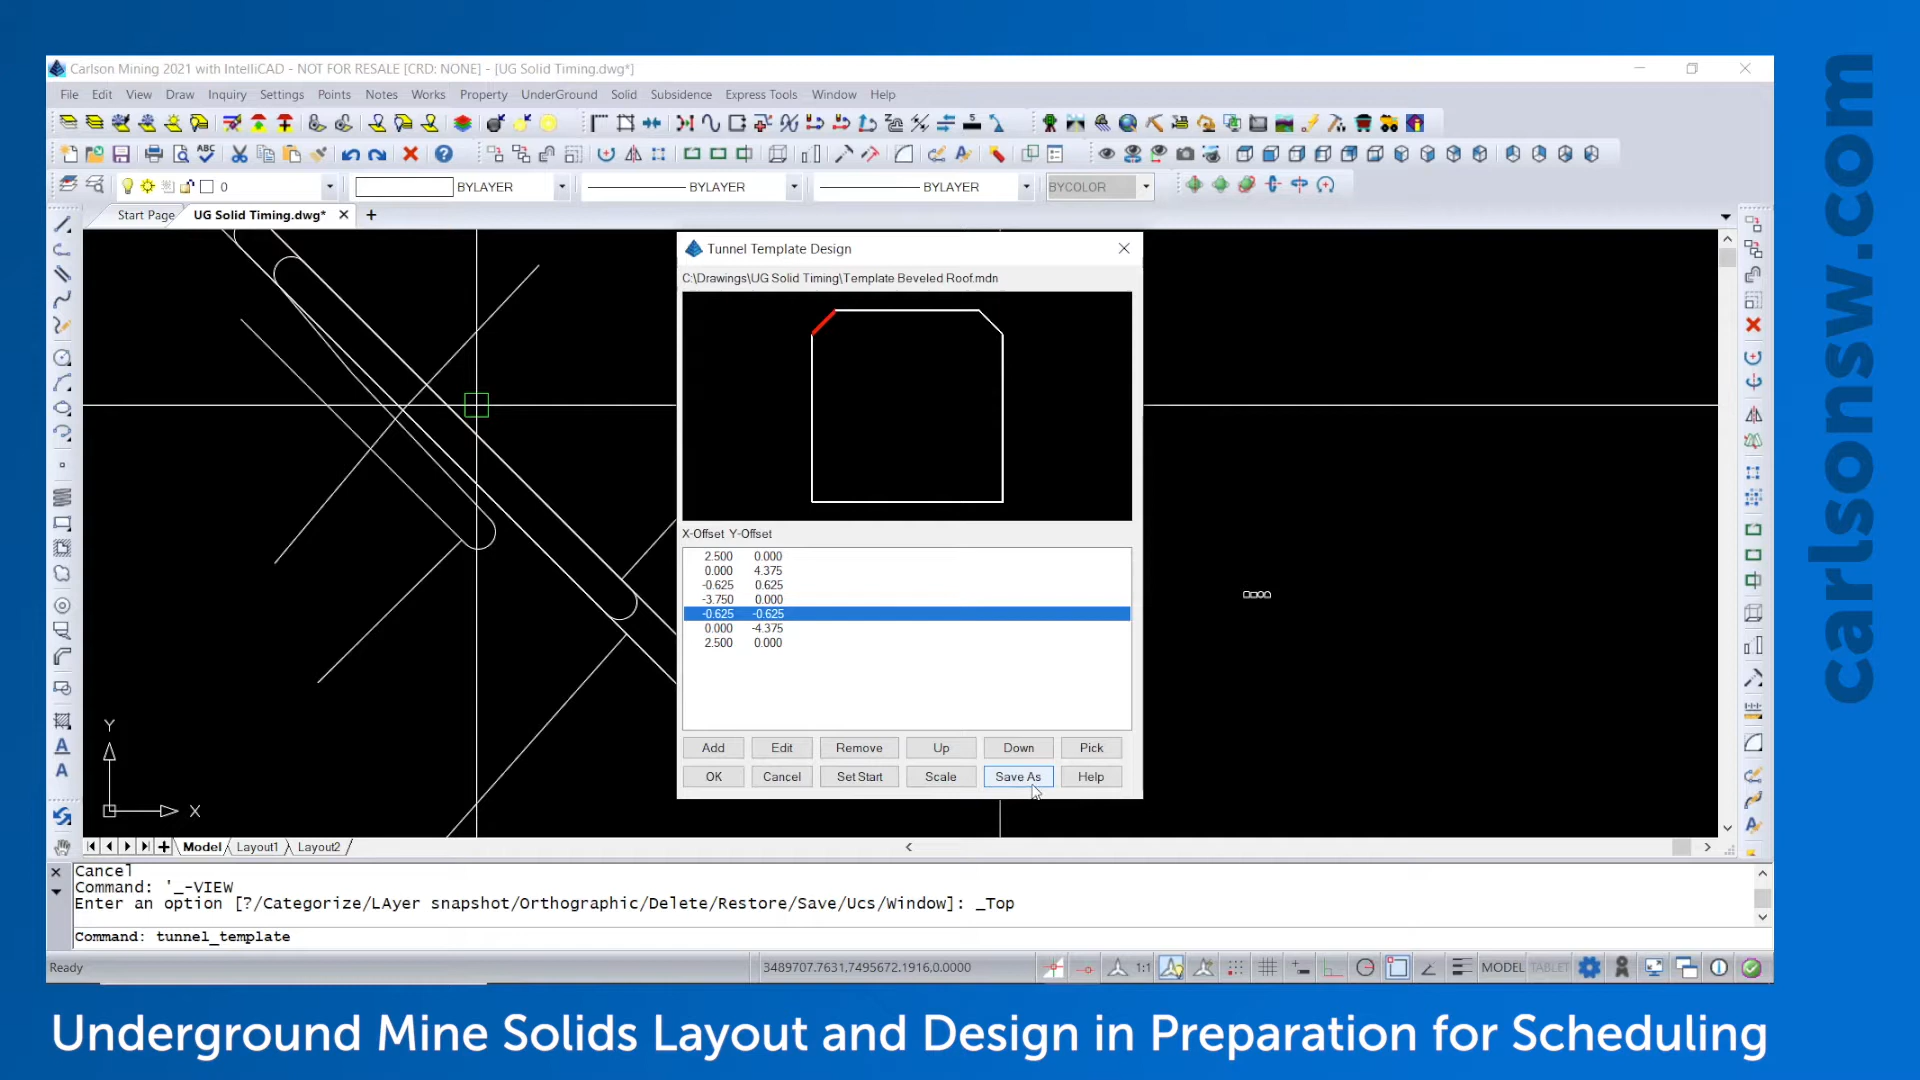 Carlson Mining 2021 with IntelliCAD - NOT FOR RESALE [CRD: NONE] - [UG Solid Timing.dwg*]
File Edit View Draw Inquiry Settings Points Notes Works Property UnderGround Solid Subsidence Express Tools Window Help
ABC
0 BYLAYER BYLAYER BYLAYER BYCOLOR
Start Page UG Solid Timing.dwg*
Tunnel Template Design
C:\Drawings\UG Solid Timing\Template Beveled Roof.mdn
X-Offset Y-Offset
2.500 0.000
0.000 4.375
-0.625 0.625
-3.750 0.000
-0.625 -0.625
0.000 -4.375
2.500 0.000
Add Edit Remove Up Down Pick
OK Cancel Set Start Scale Save As Help
Y
X
Model Layout1 Layout2
Cancel
Command: '_-VIEW
Enter an option [?/Categorize/LAyer snapshot/Orthographic/Delete/Restore/Save/Ucs/Window]: _Top
Command: tunnel_template
Ready 3489707.7631,7495672.1916,0.0000 1:1 MODEL TABLET
carlsonsw.com
Underground Mine Solids Layout and Design in Preparation for Scheduling